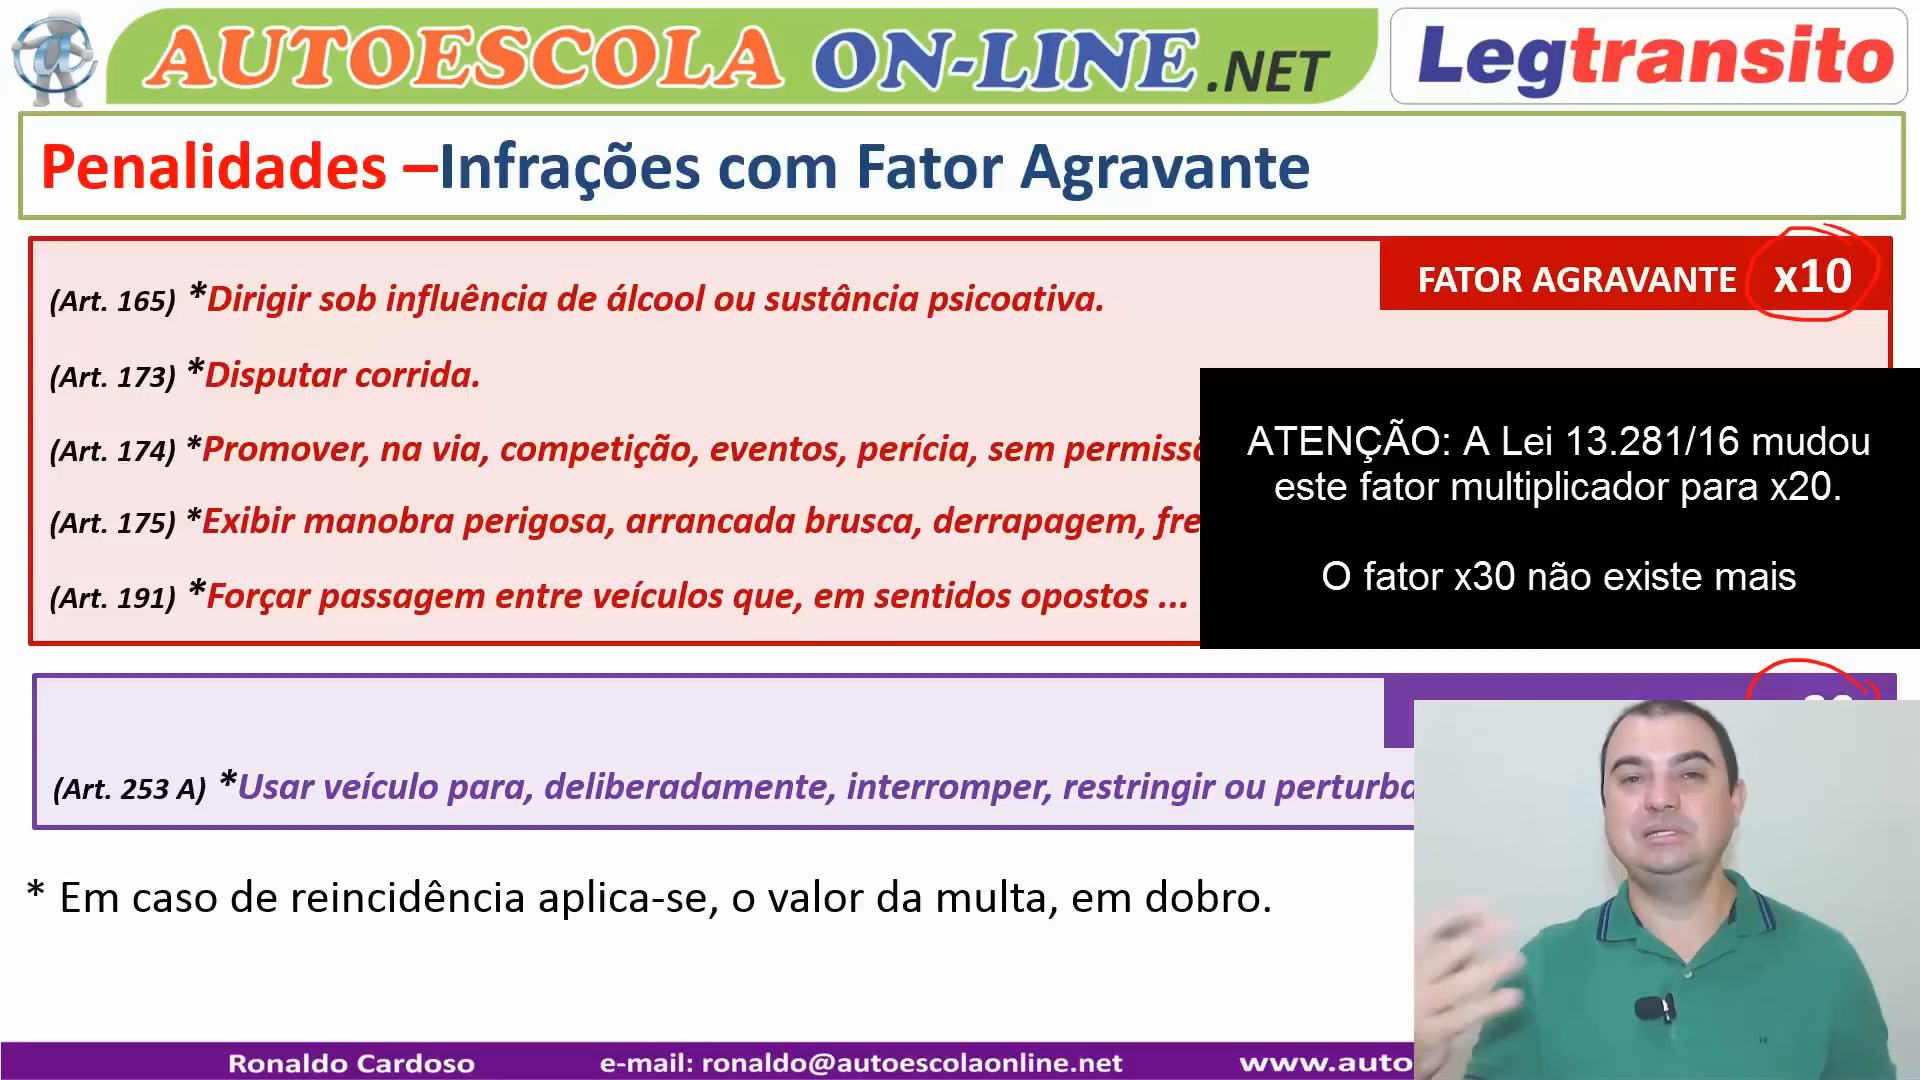 AUTOESCOLA ON-LINE.NET
Legtransito
Penalidades –Infrações com Fator Agravante
FATOR AGRAVANTE x10
(Art. 165) *Dirigir sob influência de álcool ou sustância psicoativa.
(Art. 173) *Disputar corrida.
(Art. 174) *Promover, na via, competição, eventos, perícia, sem
(Art. 175) *Exibir manobra perigosa, arrancada brusca, derrapagem,
(Art. 191) *Forçar passagem entre veículos que, em sentidos opostos ...
ATENÇÃO: A Lei 13.281/16 mudou
este fator multiplicador para x20.
O fator x30 não existe mais
(Art. 253 A) *Usar veículo para, deliberadamente, interromper, restringir ou
* Em caso de reincidência aplica-se, o valor da multa, em dobro.
Ronaldo Cardoso e-mail: ronaldo@autoescolaonline.net